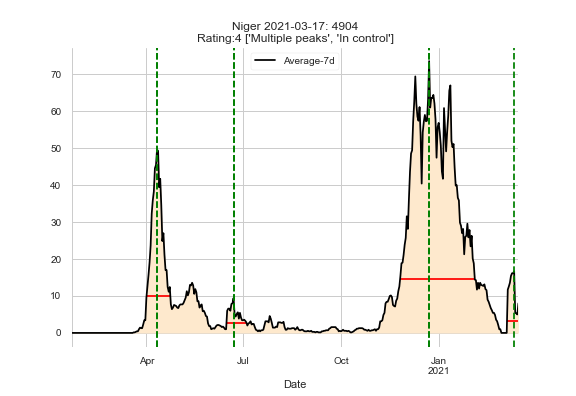 Niger 2021-03-17: 4904
Rating:4 ['Multiple peaks', 'In control']
Average-7d
70
60
50
40
30
20
10
0
Apr
Jul
Oct
Jan
2021
Date